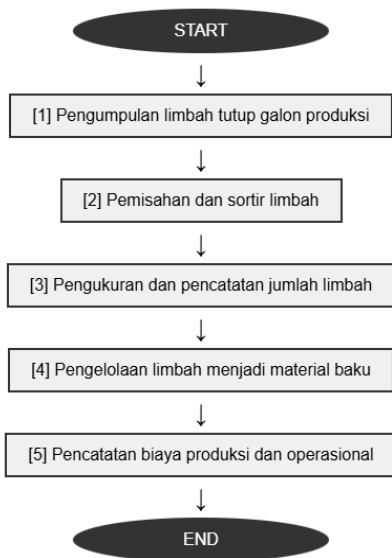 START
[1] Pengumpulan limbah tutup galon produksi
[2] Pemisahan dan sortir limbah
[3] Pengukuran dan pencatatan jumlah limbah
[4] Pengelolaan limbah menjadi material baku
[5] Pencatatan biaya produksi dan operasional
END